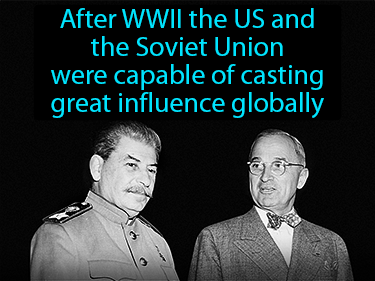 After WWII the US and
the Soviet Union
were capable of casting
great influence globally